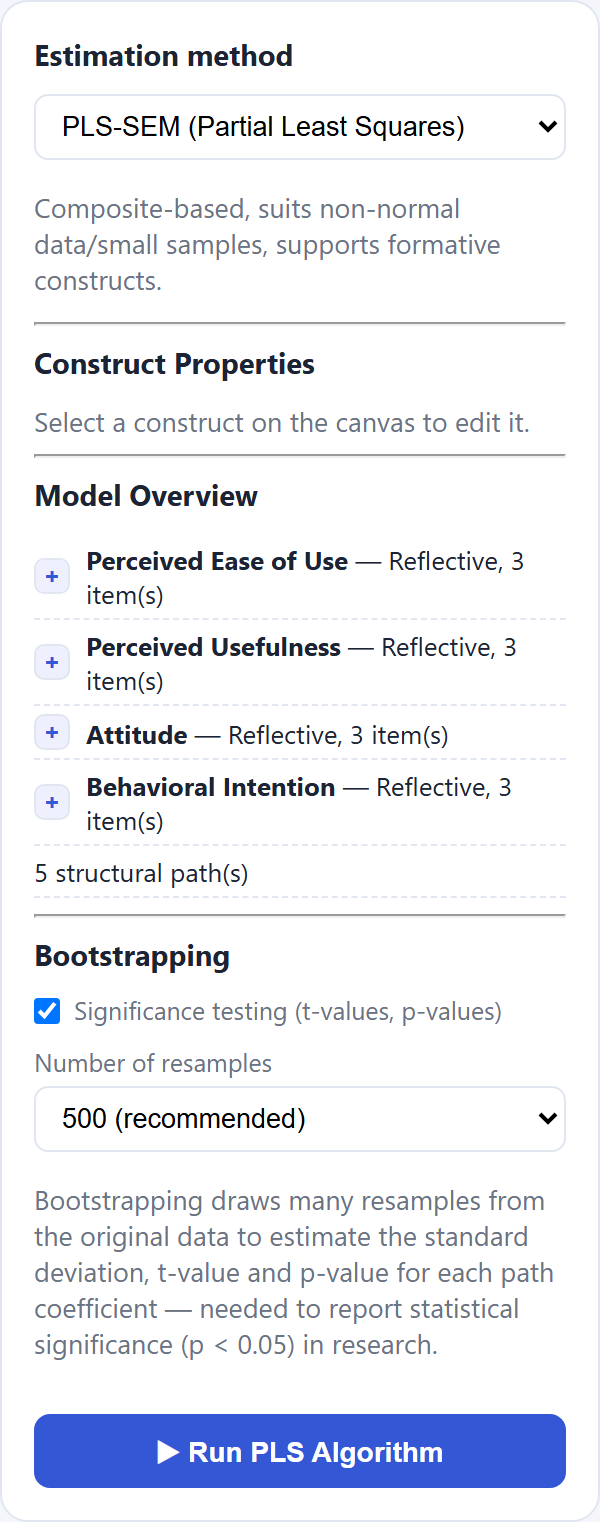 Estimation method
PLS-SEM (Partial Least Squares)
Composite-based, suits non-normal
data/small samples, supports formative
constructs.
Construct Properties
Select a construct on the canvas to edit it.
Model Overview
+ Perceived Ease of Use — Reflective, 3
item(s)
+ Perceived Usefulness — Reflective, 3
item(s)
+ Attitude — Reflective, 3 item(s)
+ Behavioral Intention — Reflective, 3
item(s)
5 structural path(s)
Bootstrapping
Significance testing (t-values, p-values)
Number of resamples
500 (recommended)
Bootstrapping draws many resamples from
the original data to estimate the standard
deviation, t-value and p-value for each path
coefficient — needed to report statistical
significance (p < 0.05) in research.
▶ Run PLS Algorithm